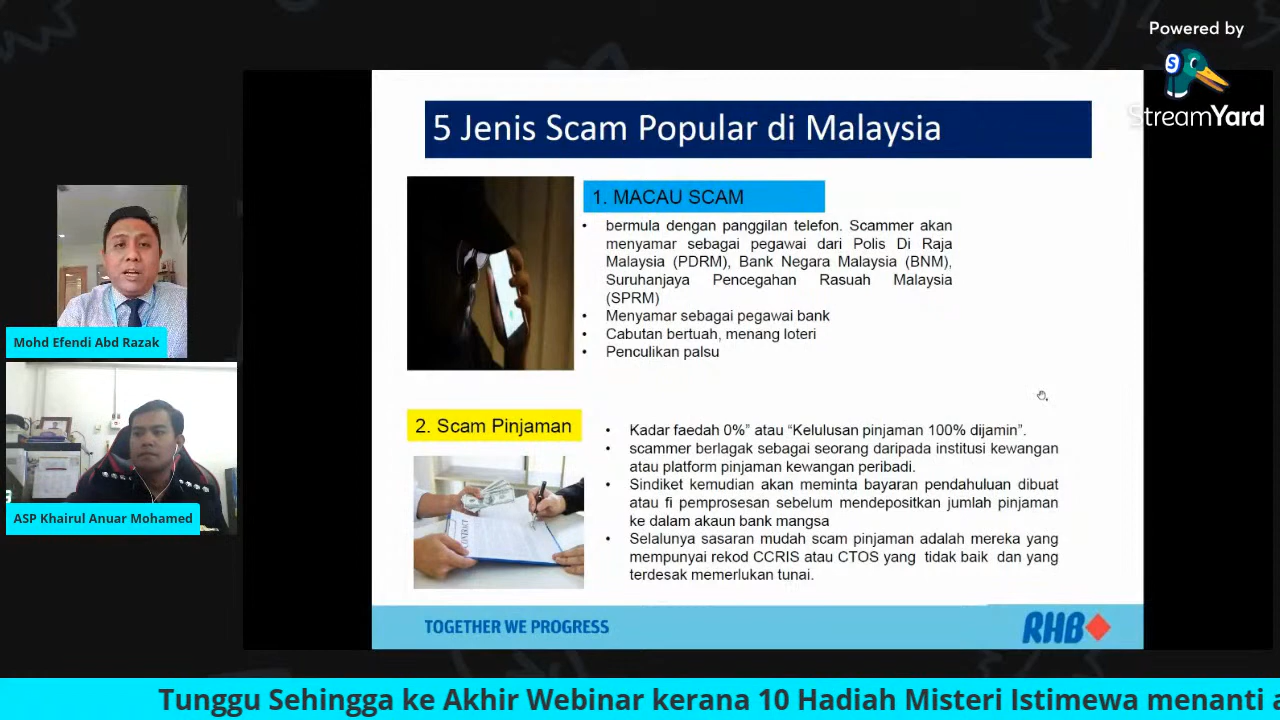 Powered by
StreamYard
5 Jenis Scam Popular di Malaysia
1. MACAU SCAM
• bermula dengan panggilan telefon. Scammer akan
menyamar sebagai pegawai dari Polis Di Raja
Malaysia (PDRM), Bank Negara Malaysia (BNM),
Suruhanjaya Pencegahan Rasuah Malaysia
(SPRM)
• Menyamar sebagai pegawai bank
• Cabutan bertuah, menang loteri
• Penculikan palsu
Mohd Efendi Abd Razak
2. Scam Pinjaman
• Kadar faedah 0%” atau “Kelulusan pinjaman 100% dijamin”.
• scammer berlagak sebagai seorang daripada institusi kewangan
atau platform pinjaman kewangan peribadi.
• Sindiket kemudian akan meminta bayaran pendahuluan dibuat
atau fi pemprosesan sebelum mendepositkan jumlah pinjaman
ke dalam akaun bank mangsa
• Selalunya sasaran mudah scam pinjaman adalah mereka yang
mempunyai rekod CCRIS atau CTOS yang tidak baik dan yang
terdesak memerlukan tunai.
ASP Khairul Anuar Mohamed
TOGETHER WE PROGRESS
RHB
Tunggu Sehingga ke Akhir Webinar kerana 10 Hadiah Misteri Istimewa menanti